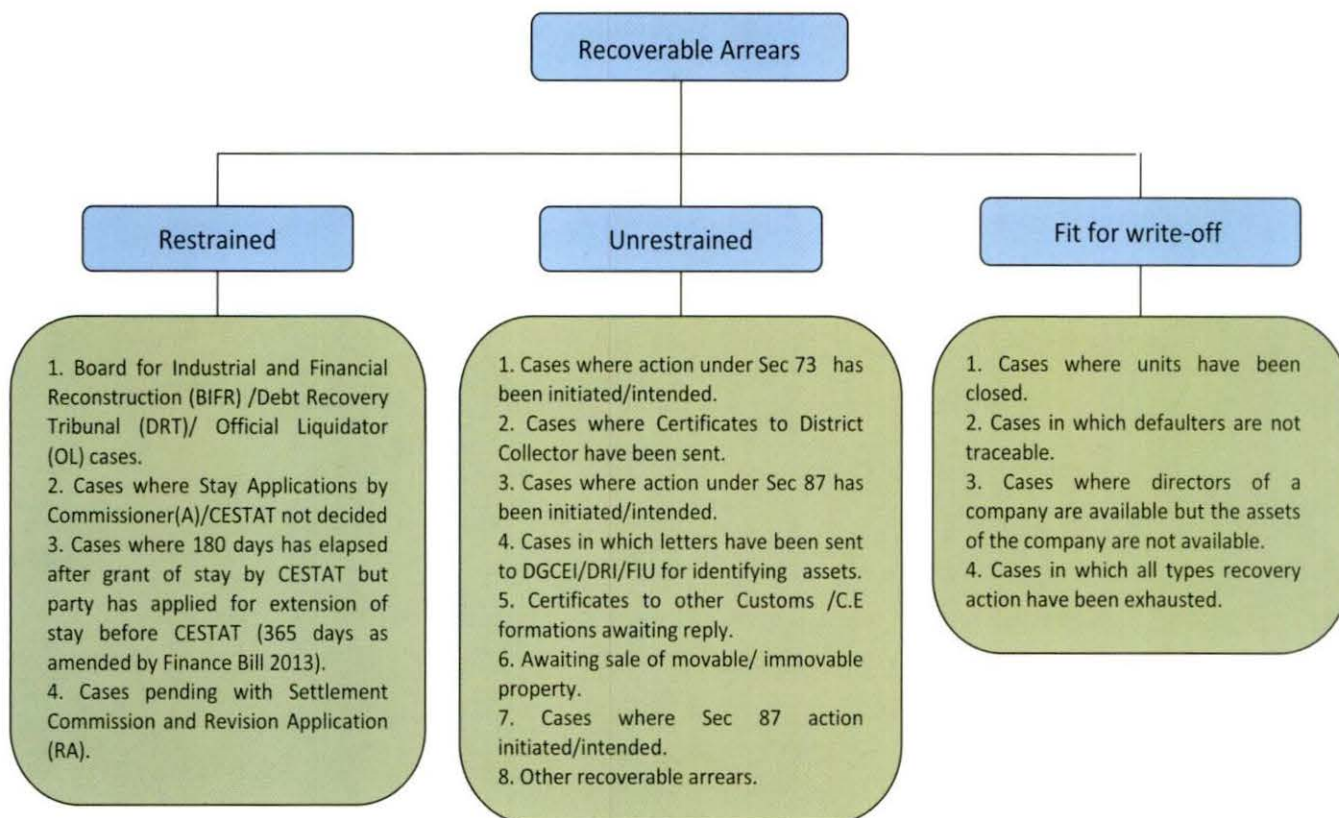 Recoverable Arrears
Restrained
Unrestrained
Fit for write-off
1. Board for Industrial and Financial
Reconstruction (BIFR) /Debt Recovery
Tribunal (DRT)/ Official Liquidator
(OL) cases.
2. Cases where Stay Applications by
Commissioner(A)/CESTAT not decided
3. Cases where 180 days has elapsed
after grant of stay by CESTAT but
party has applied for extension of
stay before CESTAT (365 days as
amended by Finance Bill 2013).
4. Cases pending with Settlement
Commission and Revision Application
(RA).
1. Cases where action under Sec 73 has
been initiated/intended.
2. Cases where Certificates to District
Collector have been sent.
3. Cases where action under Sec 87 has
been initiated/intended.
4. Cases in which letters have been sent
to DGCEI/DRI/FIU for identifying assets.
5. Certificates to other Customs /C.E
formations awaiting reply.
6. Awaiting sale of movable/ immovable
property.
7. Cases where Sec 87 action
initiated/intended.
8. Other recoverable arrears.
1. Cases where units have been
closed.
2. Cases in which defaulters are not
traceable.
3. Cases where directors of a
company are available but the assets
of the company are not available.
4. Cases in which all types recovery
action have been exhausted.